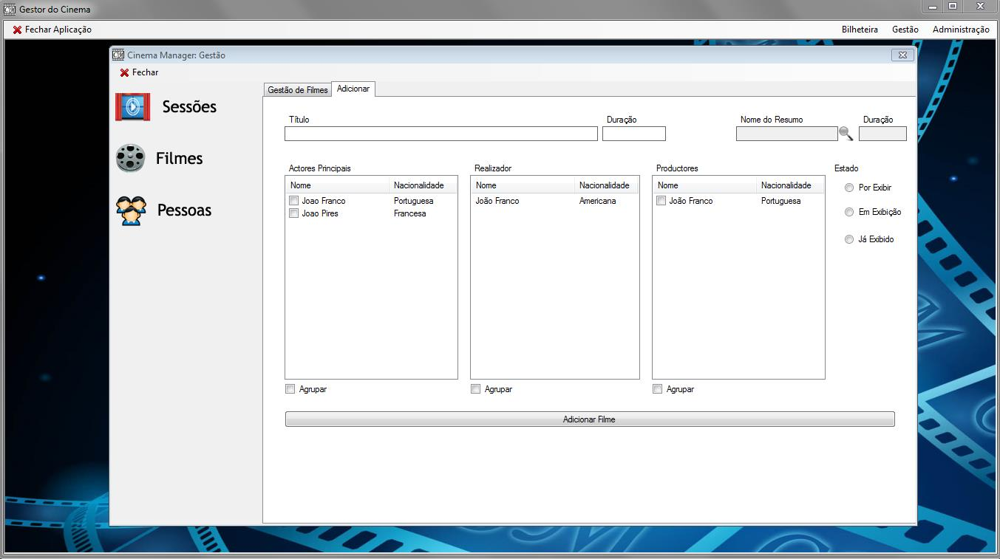 Gestor do Cinema
Fechar Aplicação
Bilheteira Gestão Administração
Cinema Manager: Gestão
Fechar
Sessões
Filmes
Pessoas
Gestão de Filmes Adicionar
Título Duração Nome do Resumo Duração
Actores Principais Realizador Productores Estado
Nome Nacionalidade Nome Nacionalidade Nome Nacionalidade
Joao Franco Portuguesa João Franco Americana João Franco Portuguesa
Joao Pires Francesa
Por Exibir
Em Exibição
Já Exibido
Agrupar Agrupar Agrupar
Adicionar Filme